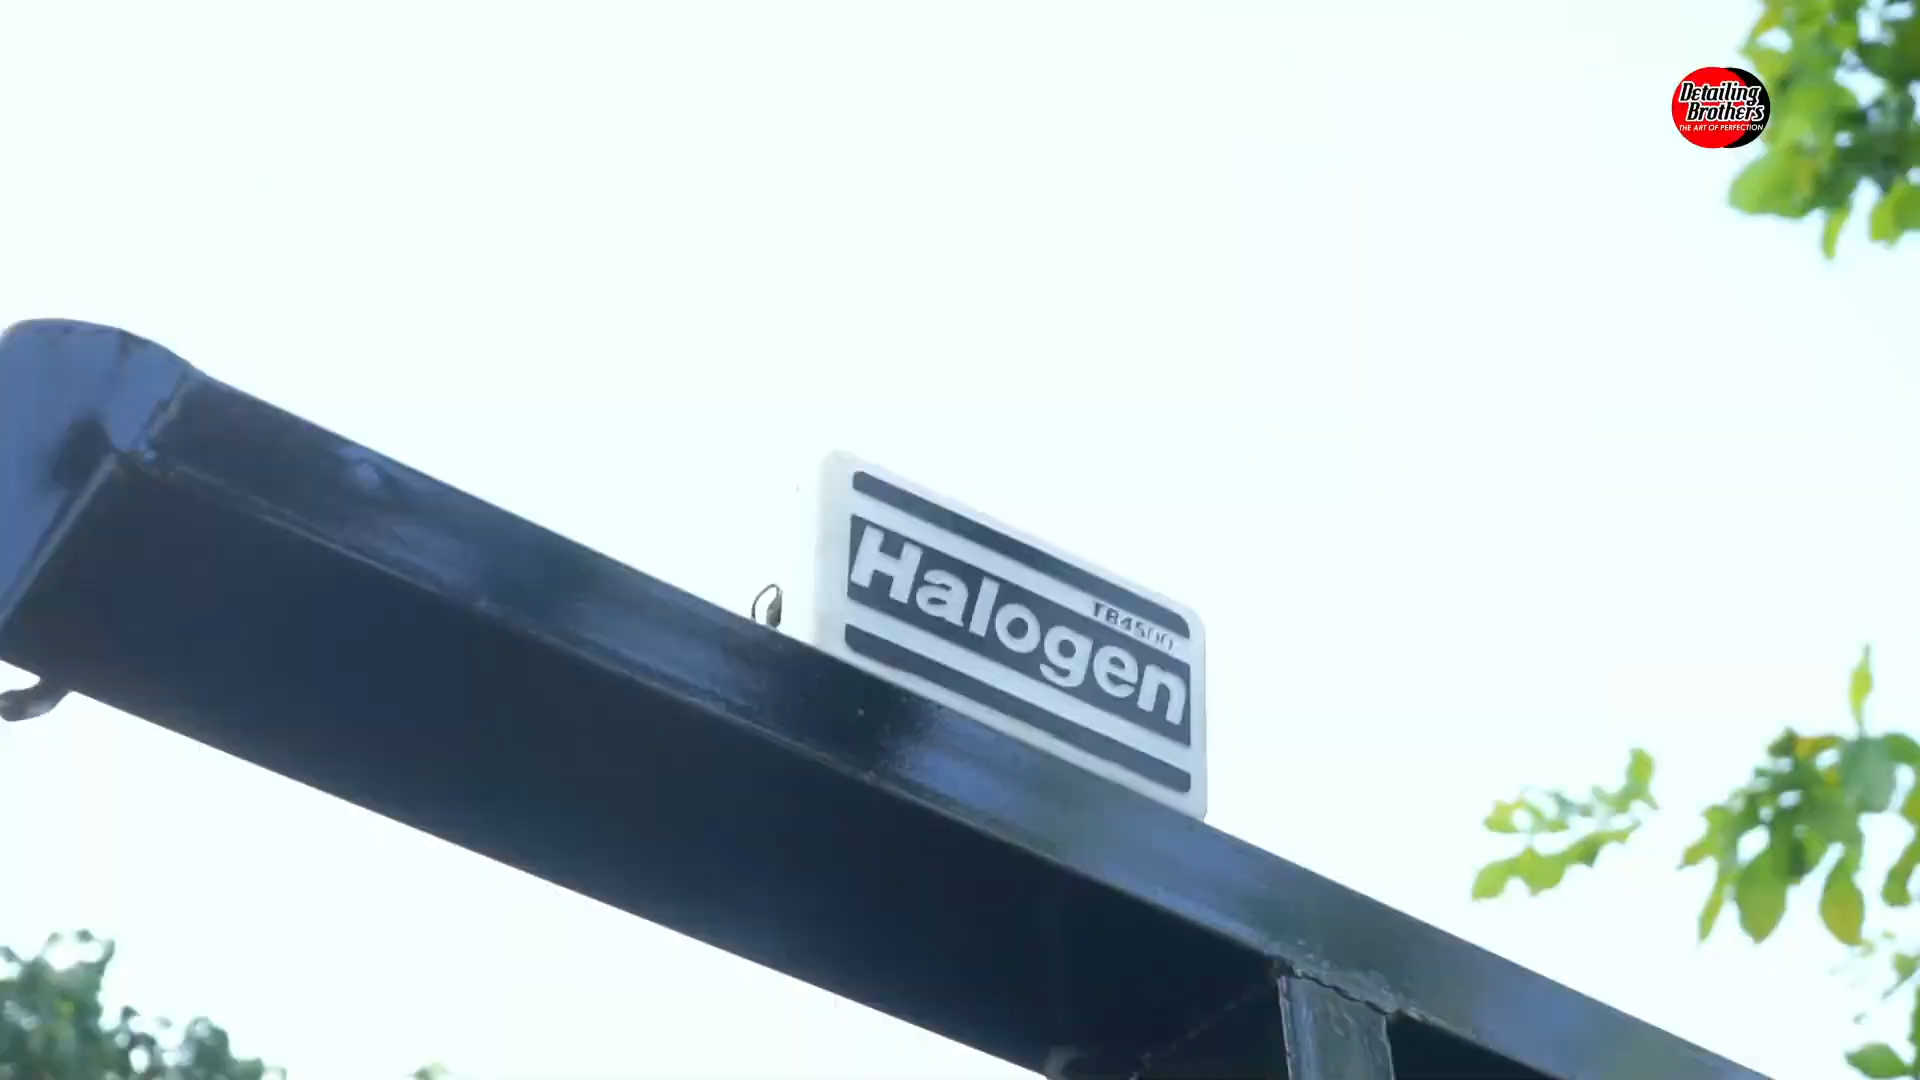 Detailing
Brothers
THE ART OF PERFECTION
TB4500
Halogen